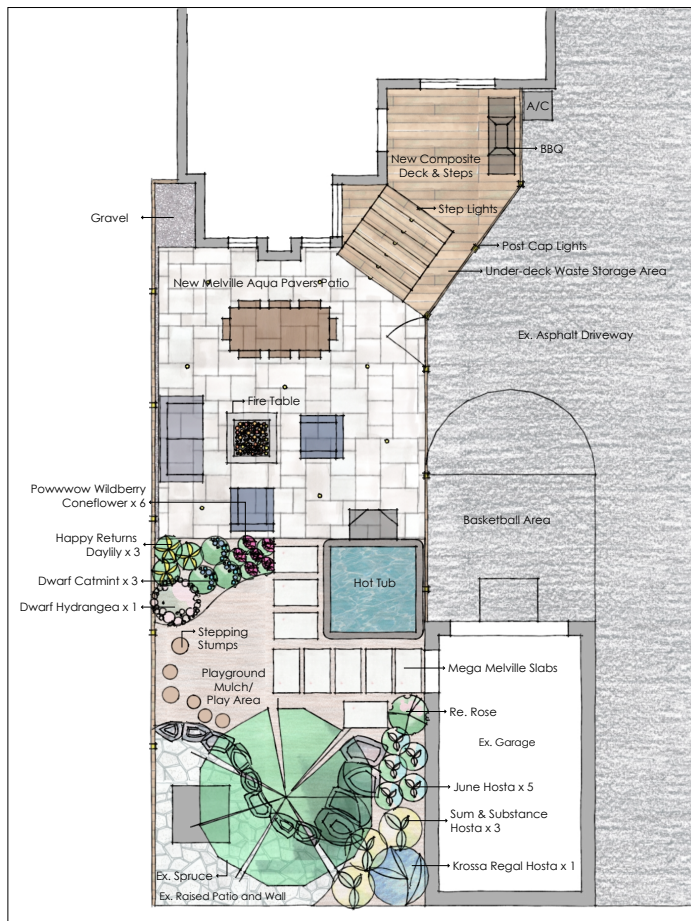 A/C
BBQ
New Composite
Deck & Steps
Step Lights
Gravel
Post Cap Lights
Under-deck Waste Storage Area
New Melville Aqua Pavers Patio
Ex. Asphalt Driveway
Fire Table
Powwwow Wildberry
Coneflower x 6
Basketball Area
Happy Returns
Daylily x 3
Dwarf Catmint x 3
Hot Tub
Dwarf Hydrangea x 1
Stepping
Stumps
Playground
Mulch/
Play Area
Mega Melville Slabs
Re. Rose
Ex. Garage
June Hosta x 5
Sum & Substance
Hosta x 3
Krossa Regal Hosta x 1
Ex. Spruce
Ex. Raised Patio and Wall